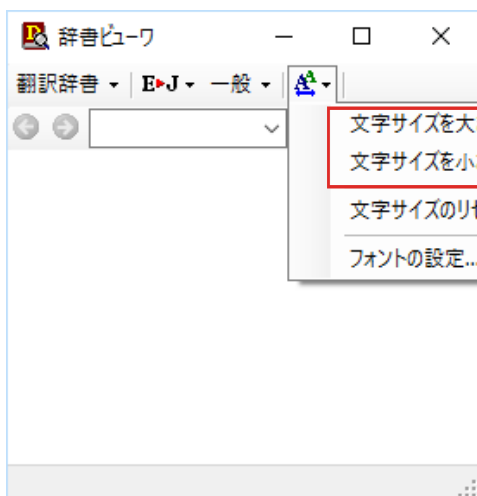 辞書ビューワ
翻訳辞書 E▸J 一般 A
文字サイズを大
文字サイズを小
文字サイズのリセ
フォントの設定...